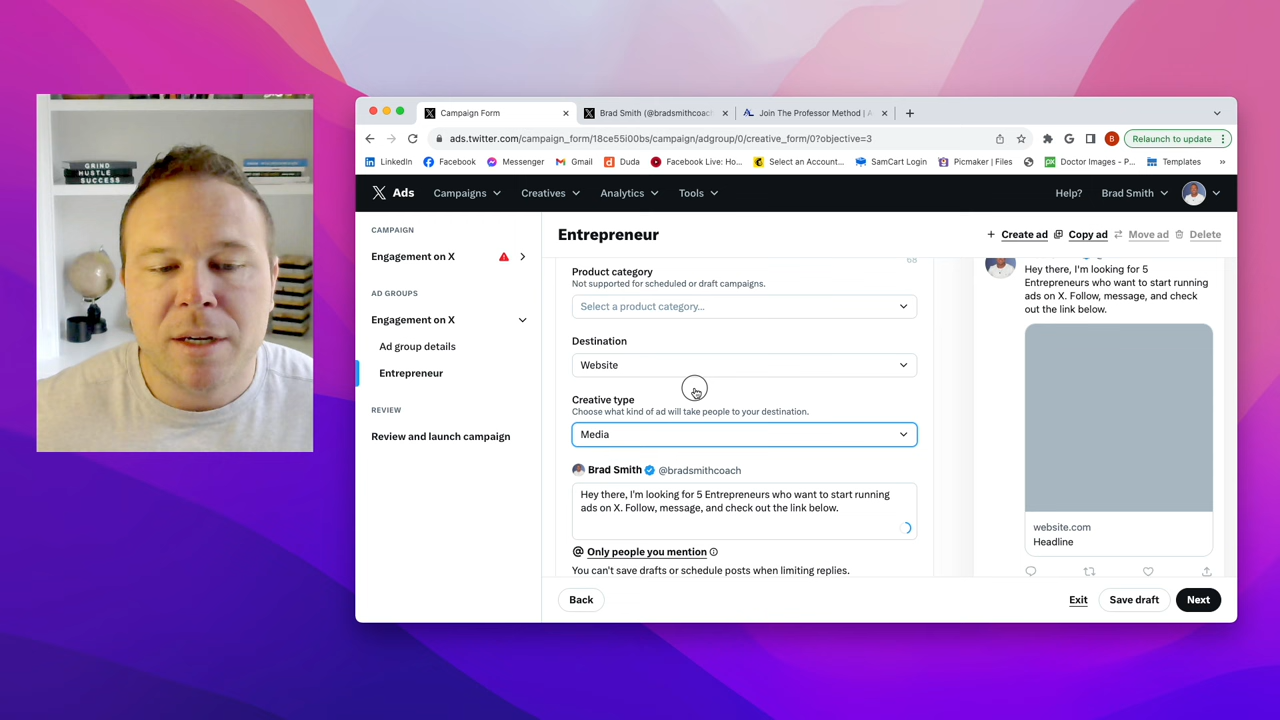 GRIND
HUSTLE
SUCCESS
Campaign Form
Brad Smith (@bradsmithcoac
Join The Professor Method | A
ads.twitter.com/campaign_form/18ce55i00bs/campaign/adgroup/0/creative_form/0?objective=3
B
Relaunch to update
LinkedIn
Facebook
Messenger
Gmail
Duda
Facebook Live: Ho...
Select an Account...
SamCart Login
Picmaker | Files
Doctor Images - P...
Templates
»
X Ads
Campaigns
Creatives
Analytics
Tools
Help?
Brad Smith
CAMPAIGN
Engagement on X
AD GROUPS
Engagement on X
Ad group details
Entrepreneur
REVIEW
Review and launch campaign
Entrepreneur
+ Create ad
Copy ad
Move ad
Delete
68
Product category
Not supported for scheduled or draft campaigns.
Select a product category...
Destination
Website
Creative type
Choose what kind of ad will take people to your destination.
Media
Brad Smith @bradsmithcoach
Hey there, I'm looking for 5 Entrepreneurs who want to start running
ads on X. Follow, message, and check out the link below.
@ Only people you mention
You can't save drafts or schedule posts when limiting replies.
Hey there, I'm looking for 5
Entrepreneurs who want to start running
ads on X. Follow, message, and check
out the link below.
website.com
Headline
Back
Exit
Save draft
Next